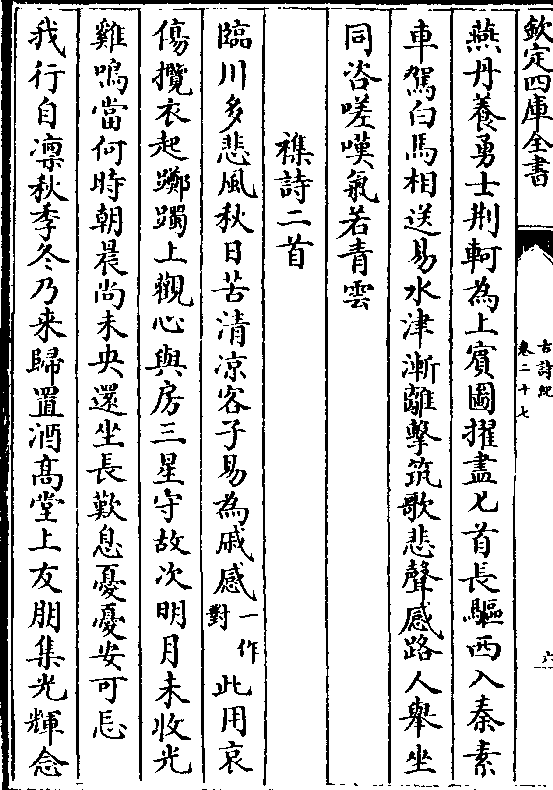 欽定四庫全書
古詩紀
卷二十七
六
燕丹養勇士荆軻為上賓圖擢盡匕首長驅西入秦素
車駕白馬相送易水津漸離擊筑歌悲聲感路人舉坐
同咨嗟嘆氣若青雲
襍詩二首
臨川多悲風秋日苦清凉客子易為戚感一作對此用哀
傷攬衣起躑躅上觀心與房三星守故次明月未收光
雞鳴當何時朝晨尚未央還坐長歎息憂憂安可忘
我行自凛秋季冬乃来歸置酒髙堂上友朋集光輝念